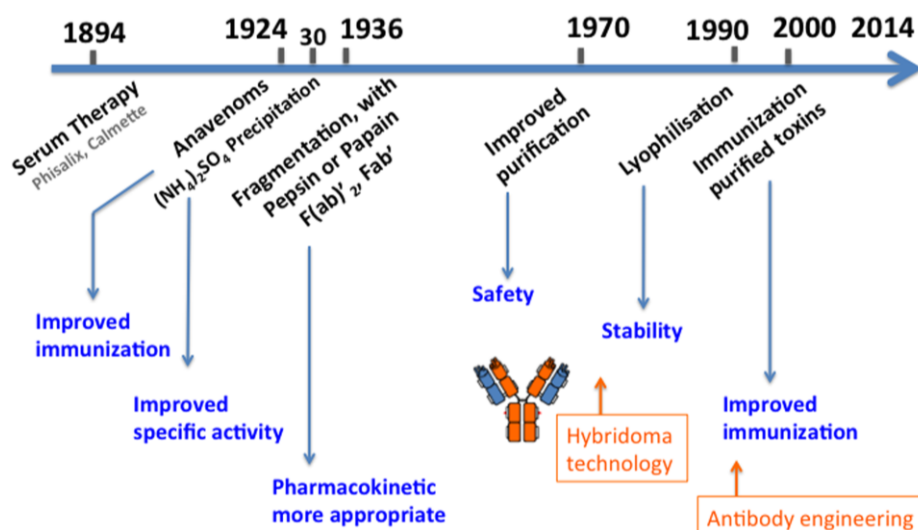 1894
1924
30
1936
1970
1990
2000
2014
Serum Therapy
Phisalix, Calmette
Anavenoms
(NH₄)₂SO₄ Precipitation
Fragmentation, with
Pepsin or Papain
F(ab)'₂, Fab'
Improved
purification
Lyophilisation
Immunization
purified toxins
Improved
immunization
Improved
specific activity
Pharmacokinetic
more appropriate
Safety
Stability
Hybridoma
technology
Improved
immunization
Antibody engineering